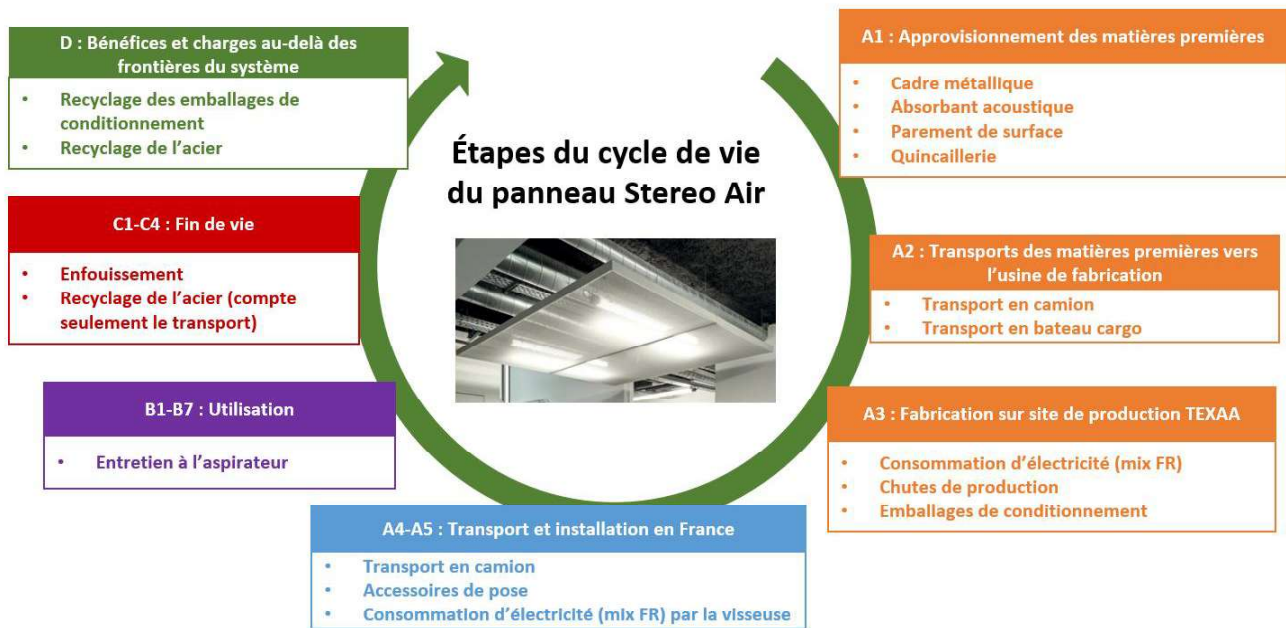 Étapes du cycle de vie
du panneau Stereo Air
A1 : Approvisionnement des matières premières
• Cadre métallique
• Absorbant acoustique
• Parement de surface
• Quincaillerie
A2 : Transports des matières premières vers
l’usine de fabrication
• Transport en camion
• Transport en bateau cargo
A3 : Fabrication sur site de production TEXAA
• Consommation d’électricité (mix FR)
• Chutes de production
• Emballages de conditionnement
A4-A5 : Transport et installation en France
• Transport en camion
• Accessoires de pose
• Consommation d’électricité (mix FR) par la visseuse
B1-B7 : Utilisation
• Entretien à l’aspirateur
C1-C4 : Fin de vie
• Enfouissement
• Recyclage de l’acier (compte
seulement le transport)
D : Bénéfices et charges au-delà des
frontières du système
• Recyclage des emballages de
conditionnement
• Recyclage de l’acier